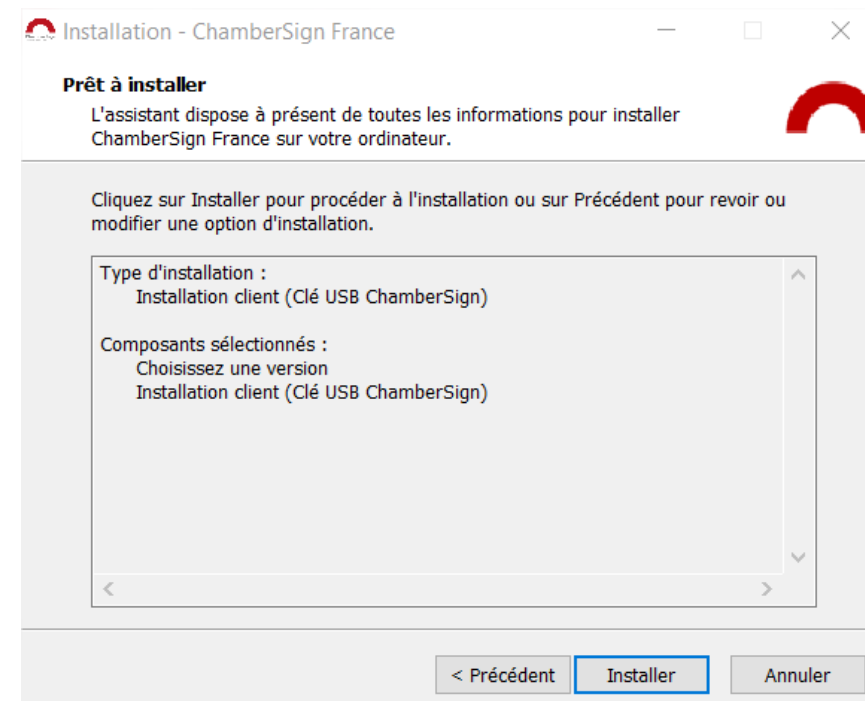 Installation - ChamberSign France
Prêt à installer
L'assistant dispose à présent de toutes les informations pour installer
ChamberSign France sur votre ordinateur.
Cliquez sur Installer pour procéder à l'installation ou sur Précédent pour revoir ou
modifier une option d'installation.
Type d'installation :
Installation client (Clé USB ChamberSign)
Composants sélectionnés :
Choisissez une version
Installation client (Clé USB ChamberSign)
< Précédent
Installer
Annuler